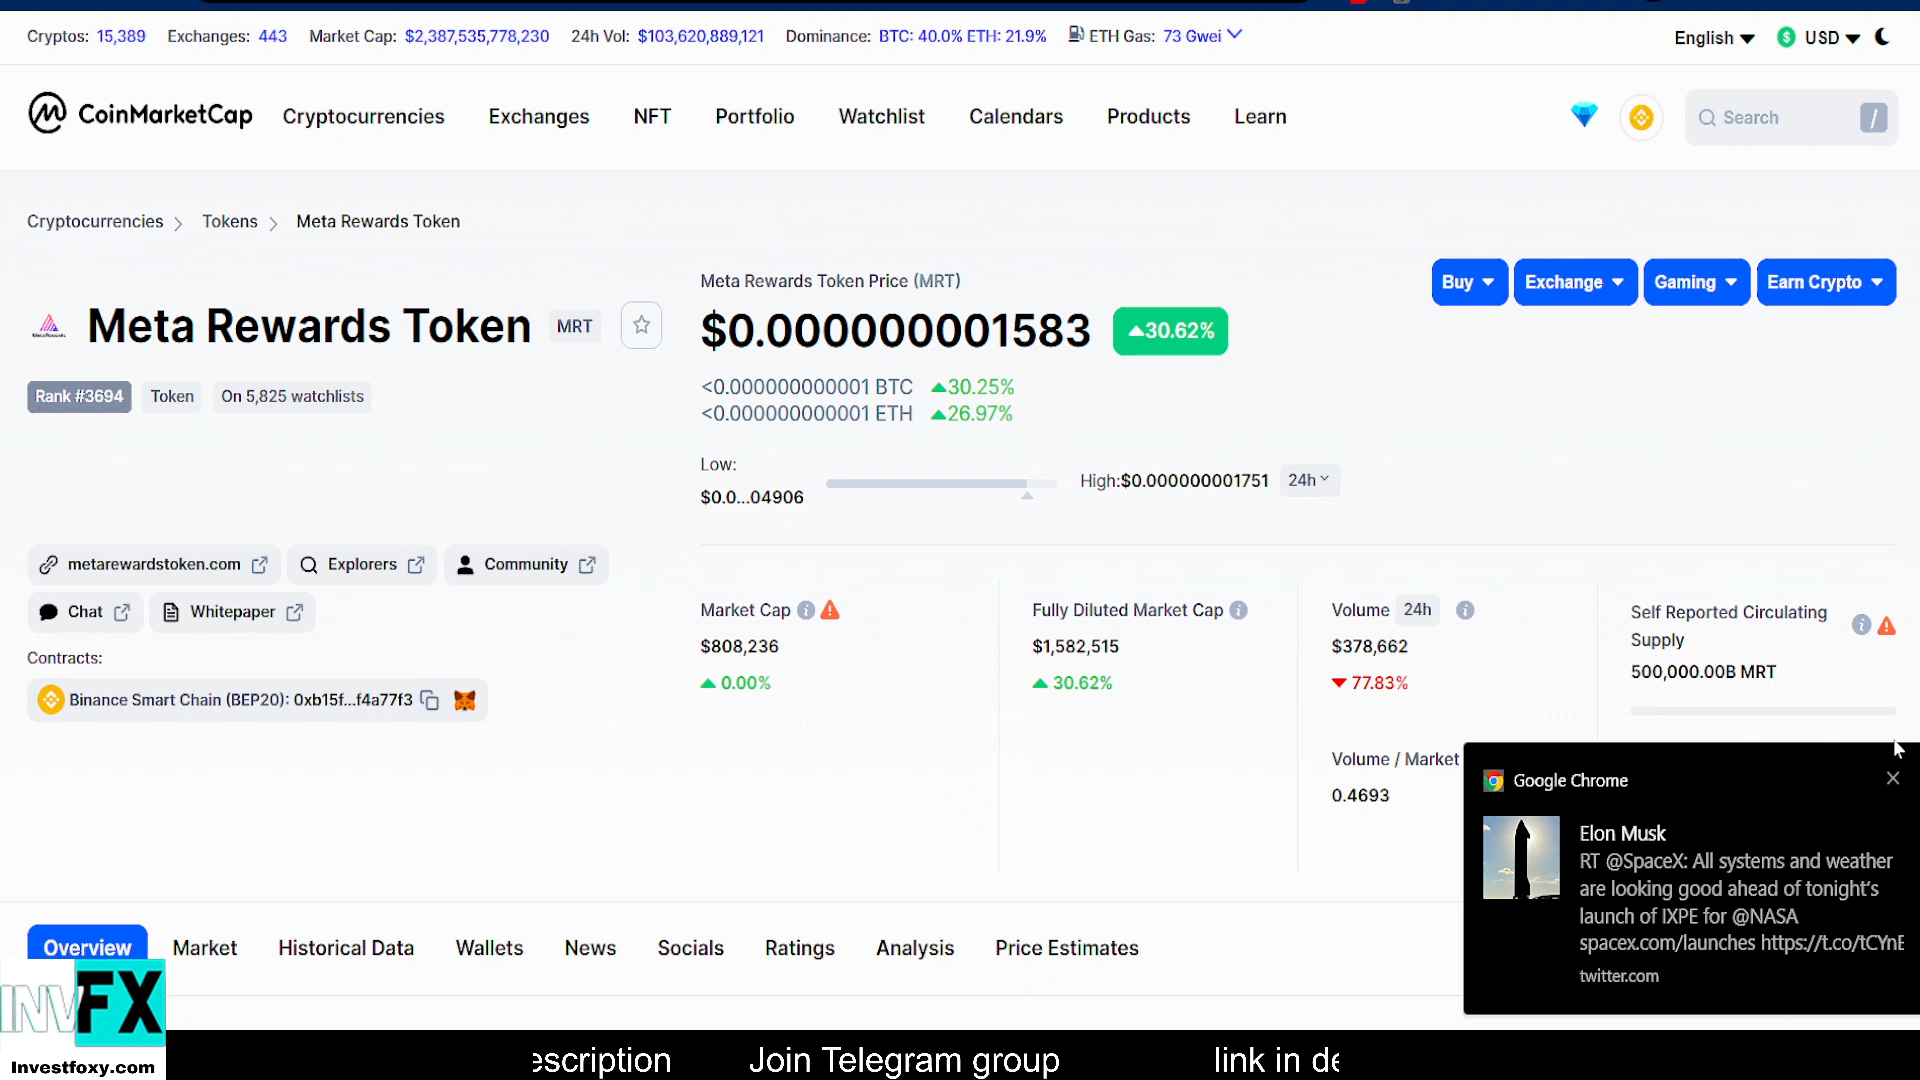 Cryptos: 15,389 Exchanges: 443 Market Cap: $2,387,535,778,230 24h Vol: $103,620,889,121 Dominance: BTC: 40.0% ETH: 21.9% ETH Gas: 73 Gwei English $ USD
CoinMarketCap Cryptocurrencies Exchanges NFT Portfolio Watchlist Calendars Products Learn Search /
Cryptocurrencies Tokens Meta Rewards Token
Buy Exchange Gaming Earn Crypto
Meta Rewards Token MRT
Rank #3694 Token On 5,825 watchlists
metarewardstoken.com Explorers Community
Chat Whitepaper
Contracts:
Binance Smart Chain (BEP20): 0xb15f...f4a77f3
Meta Rewards Token Price (MRT)
$0.000000001583 30.62%
<0.000000000001 BTC 30.25%
<0.000000000001 ETH 26.97%
Low:
$0.0...04906
High:$0.000000001751 24h
Market Cap
$808,236
0.00%
Fully Diluted Market Cap
$1,582,515
30.62%
Volume 24h
$378,662
77.83%
Volume / Market
0.4693
Self Reported Circulating
Supply
500,000.00B MRT
Google Chrome
Elon Musk
RT @SpaceX: All systems and weather
are looking good ahead of tonight's
launch of IXPE for @NASA
spacex.com/launches https://t.co/tCYnE
twitter.com
Overview Market Historical Data Wallets News Socials Ratings Analysis Price Estimates
INVFX
Investfoxy.com
escription Join Telegram group link in de